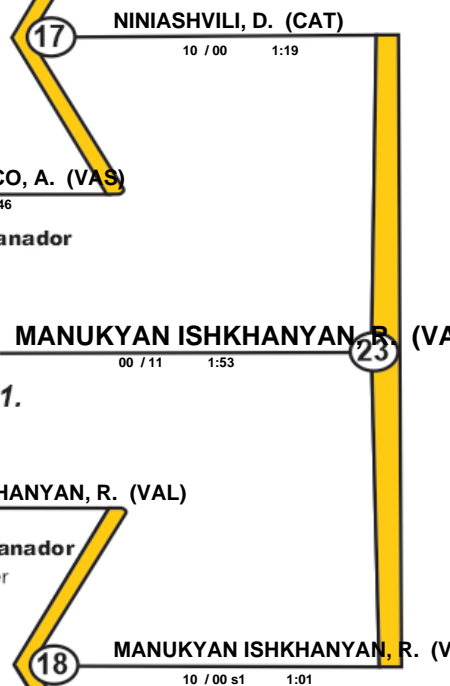 17
NINIASHVILI, D. (CAT)
10 / 00 1:19
CO, A. (VAS)
46
anador
MANUKYAN ISHKHANYAN, R. (VA
23
00 / 11 1:53
1.
HANYAN, R. (VAL)
anador
r
18
MANUKYAN ISHKHANYAN, R. (V
10 / 00 s1 1:01